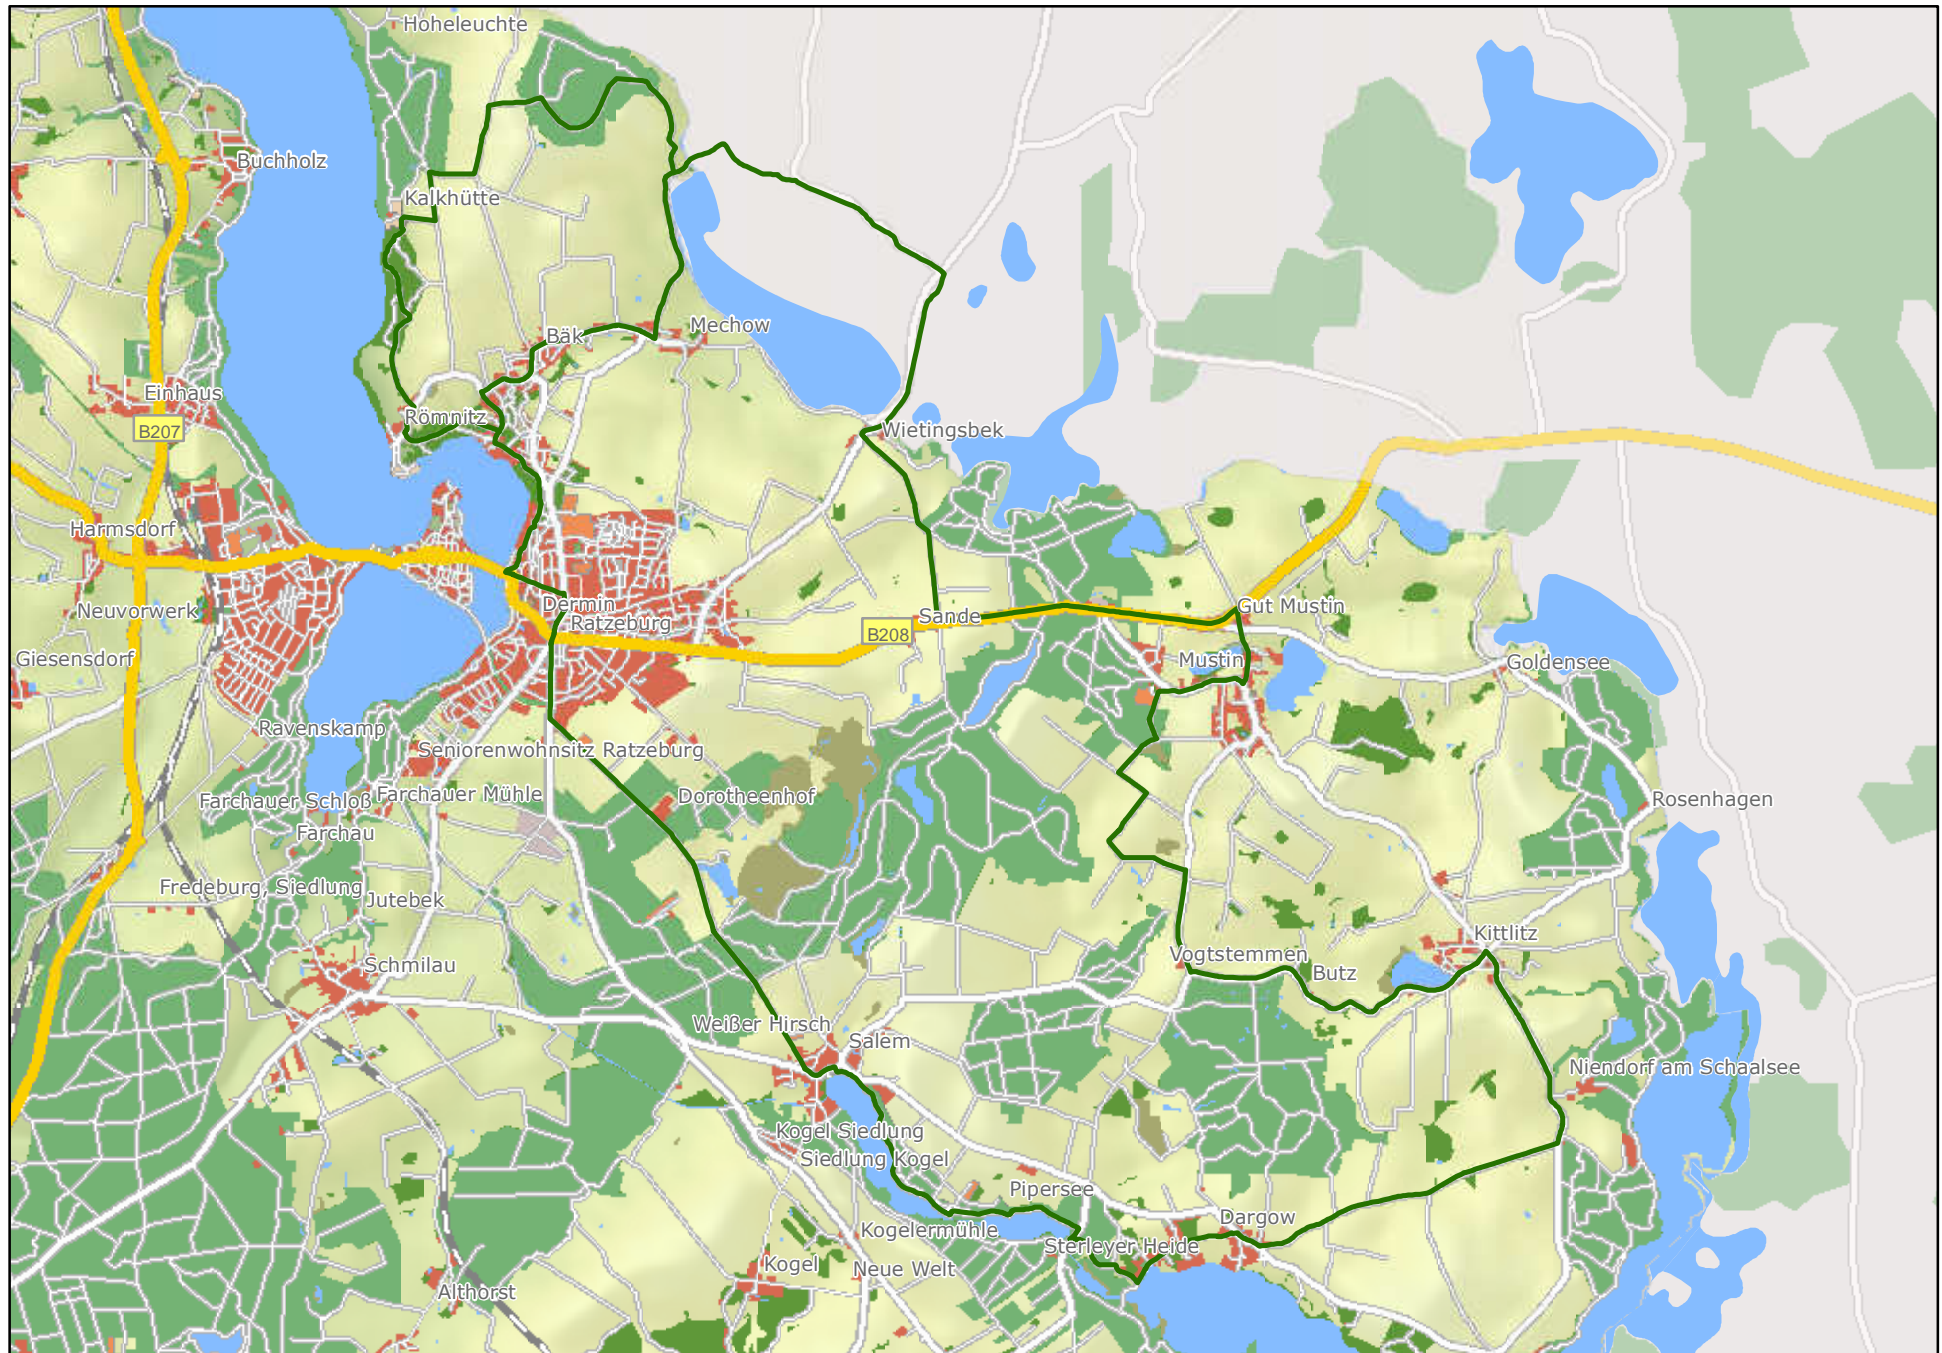 Hoheleuchte
Buchholz
Kalkhütte
Mechow
Bäk
Einhaus
Römnitz
B207
Wietingsbek
Harmsdorf
Dermin
Gut Mustin
Neuvorwerk
Sande
Ratzeburg
B208
Giesensdorf
Mustin
Goldensee
Ravenskamp
Seniorenwohnsitz Ratzeburg
Farchauer Mühle
Dorotheenhof
Farchauer Schloß
Rosenhagen
Farchau
Fredeburg, Siedlung
Jutebek
Kittlitz
Vogtstemmen
Schmilau
Butz
Weißer Hirsch
Salem
Niendorf am Schaalsee
Kogel Siedlung
Siedlung Kogel
Pipersee
Dargow
Kogelermühle
Sterleyer Heide
Kogel
Neue Welt
Althorst